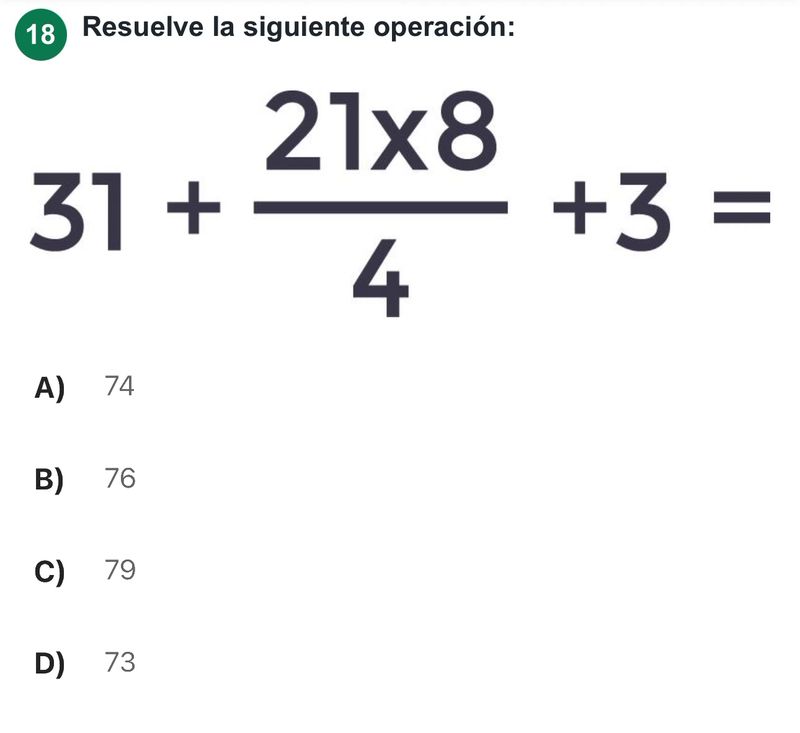 18 Resuelve la siguiente operación:
21x8
31 + ― +3 =
4
A) 74
B) 76
C) 79
D) 73